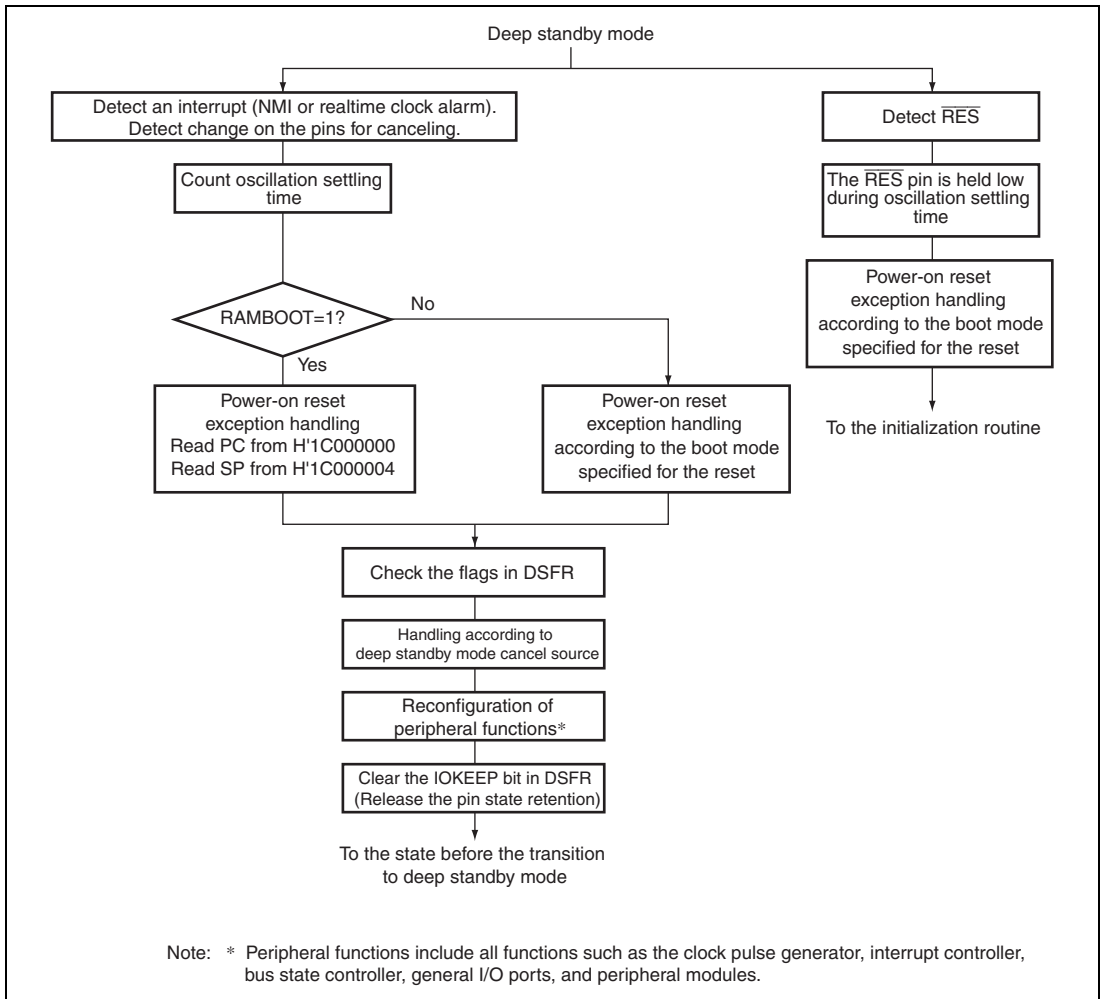 Deep standby mode
Detect an interrupt (NMI or realtime clock alarm).
Detect change on the pins for canceling.
Count oscillation settling
time
RAMBOOT=1?
No
Yes
Power-on reset
exception handling
Read PC from H'1C000000
Read SP from H'1C000004
Power-on reset
exception handling
according to the boot mode
specified for the reset
Detect R̅E̅S̅
The R̅E̅S̅ pin is held low
during oscillation settling
time
Power-on reset
exception handling
according to the boot mode
specified for the reset
To the initialization routine
Check the flags in DSFR
Handling according to
deep standby mode cancel source
Reconfiguration of
peripheral functions*
Clear the IOKEEP bit in DSFR
(Release the pin state retention)
To the state before the transition
to deep standby mode
Note: * Peripheral functions include all functions such as the clock pulse generator, interrupt controller,
bus state controller, general I/O ports, and peripheral modules.